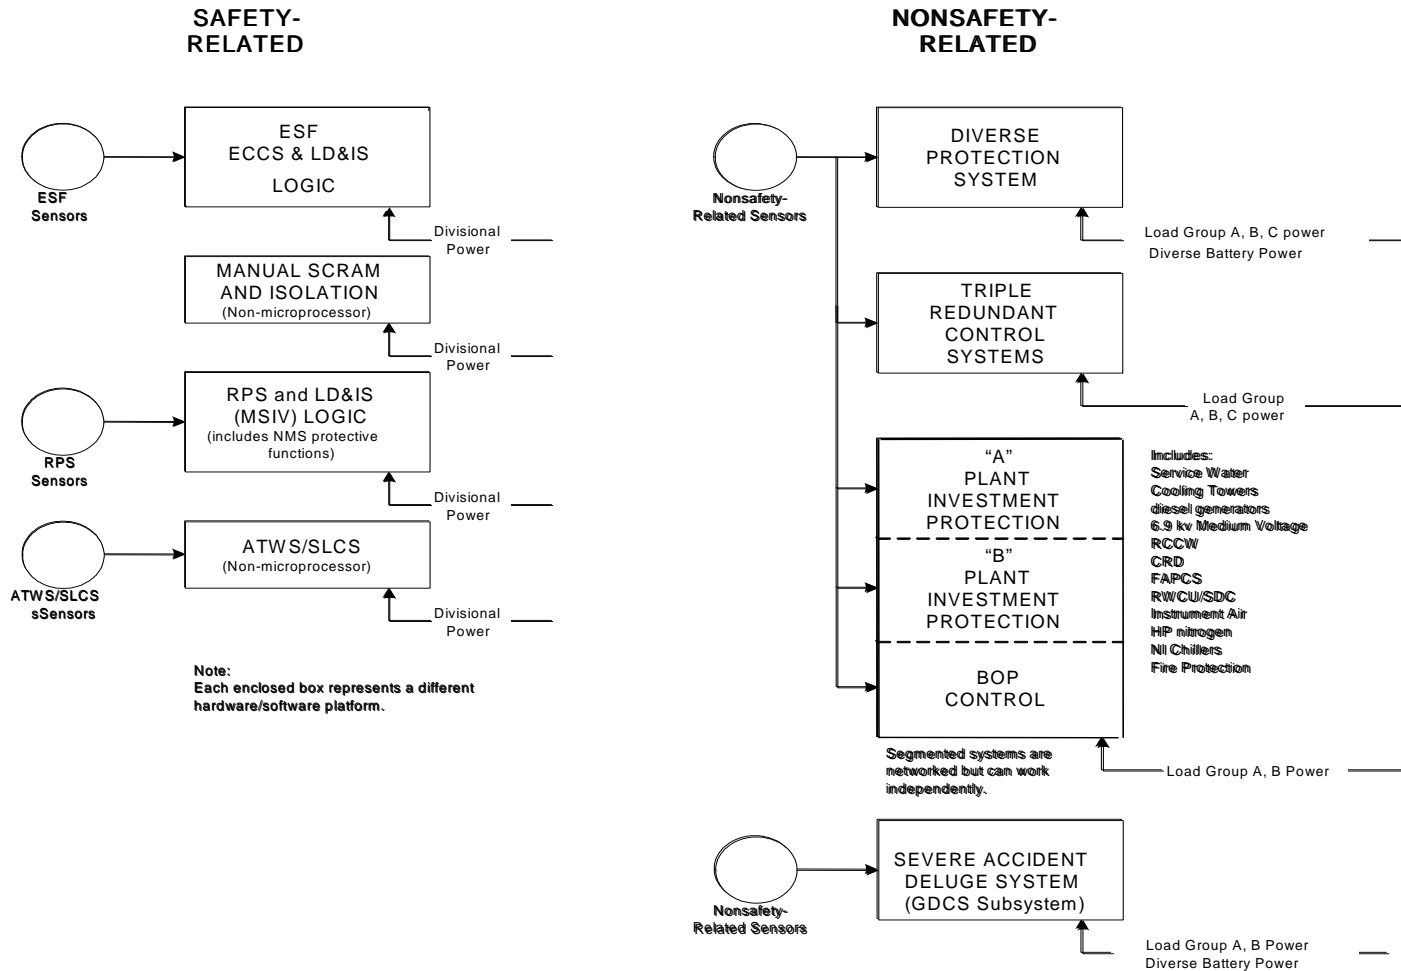 SAFETY-
RELATED
ESF
ECCS & LD&IS
LOGIC
ESF
Sensors
Divisional
Power
MANUAL SCRAM
AND ISOLATION
(Non-microprocessor)
Divisional
Power
RPS and LD&IS
(MSIV) LOGIC
(includes NMS protective
functions)
RPS
Sensors
Divisional
Power
ATWS/SLCS
(Non-microprocessor)
ATWS/SLCS
sSensors
Divisional
Power
Note:
Each enclosed box represents a different
hardware/software platform.
NONSAFETY-
RELATED
DIVERSE
PROTECTION
SYSTEM
Nonsafety-
Related Sensors
Load Group A, B, C power
Diverse Battery Power
TRIPLE
REDUNDANT
CONTROL
SYSTEMS
Load Group
A, B, C power
“A”
PLANT
INVESTMENT
PROTECTION
“B”
PLANT
INVESTMENT
PROTECTION
BOP
CONTROL
Includes:
Service Water
Cooling Towers
diesel generators
6.9 kv Medium Voltage
RCCW
CRD
FAPCS
RWCU/SDC
Instrument Air
HP nitrogen
NI Chillers
Fire Protection
Segmented systems are
networked but can work
independently.
Load Group A, B Power
SEVERE ACCIDENT
DELUGE SYSTEM
(GDCS Subsystem)
Nonsafety-
Related Sensors
Load Group A, B Power
Diverse Battery Power